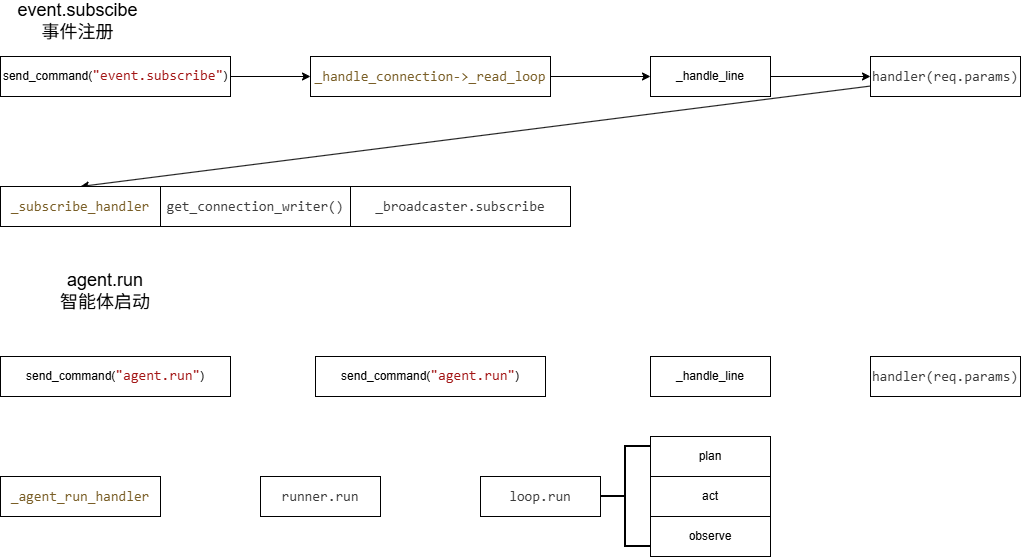 event.subscibe
事件注册
send_command("event.subscribe")
_handle_connection->_read_loop
_handle_line
handler(req.params)
_subscribe_handler
get_connection_writer()
_broadcaster.subscribe
agent.run
智能体启动
send_command("agent.run")
send_command("agent.run")
_handle_line
handler(req.params)
_agent_run_handler
runner.run
loop.run
plan
act
observe